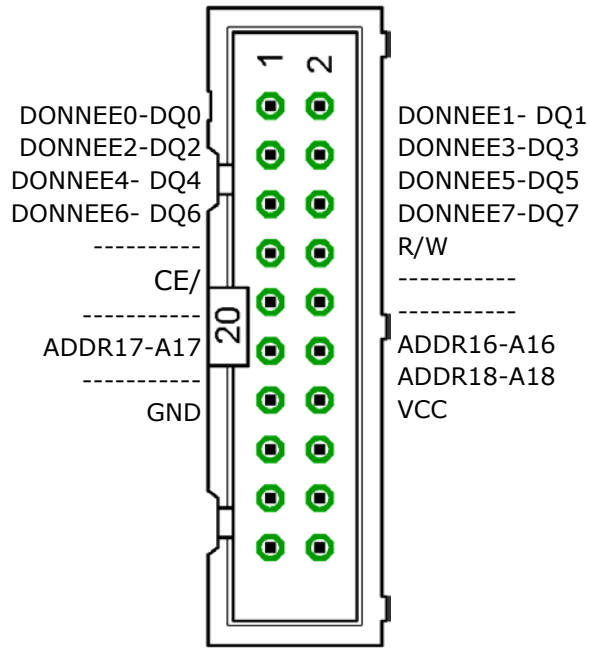 1 2
DONNEE0-DQ0 DONNEE1- DQ1
DONNEE2-DQ2 DONNEE3-DQ3
DONNEE4- DQ4 DONNEE5-DQ5
DONNEE6- DQ6 DONNEE7-DQ7
---------- R/W
CE/ -----------
----------- -----------
20
ADDR17-A17 ADDR16-A16
----------- ADDR18-A18
GND VCC